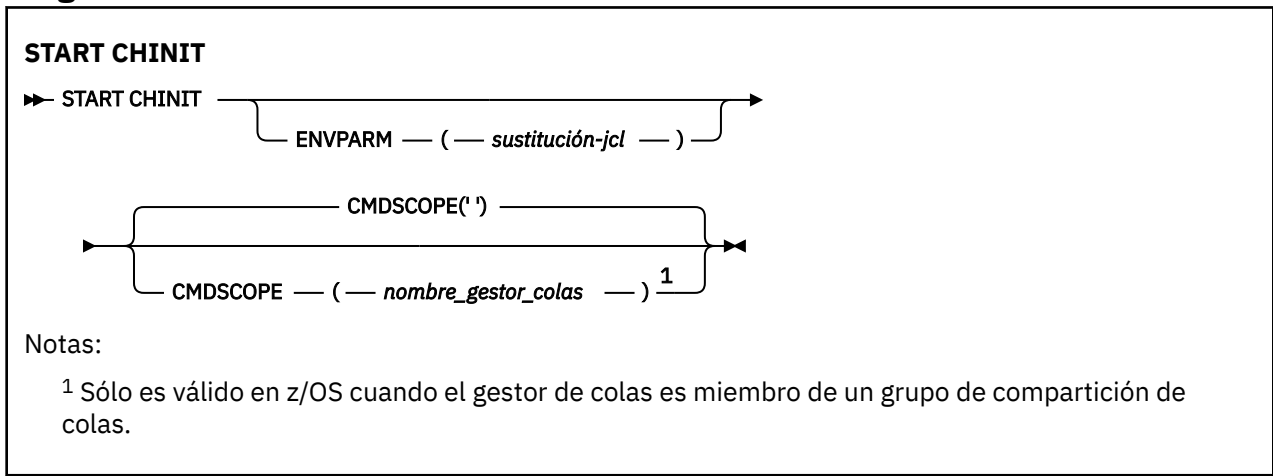 START CHINIT
START CHINIT
ENVPARM ( sustitución-jcl )
CMDSCOPE(' ')
CMDSCOPE ( nombre_gestor_colas ) 1
Notas:
1 Sólo es válido en z/OS cuando el gestor de colas es miembro de un grupo de compartición de
colas.